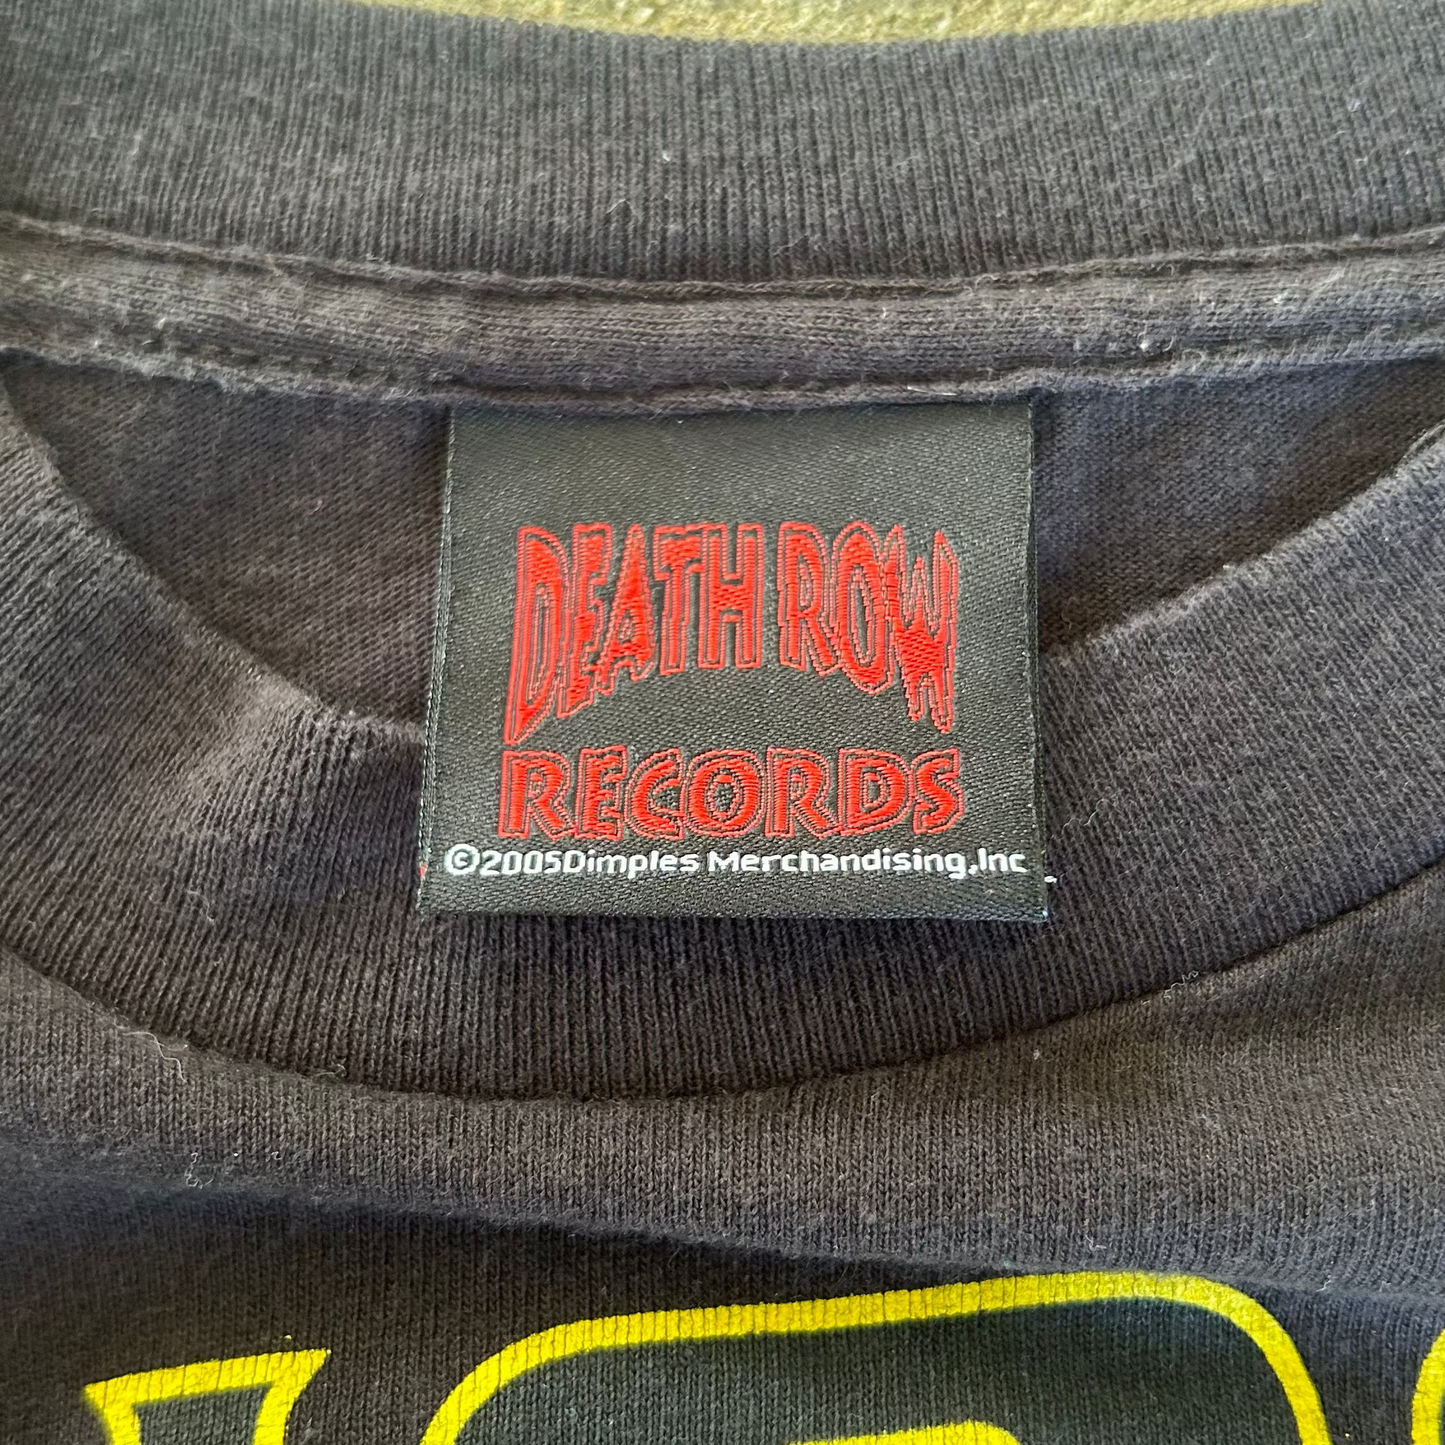 DEATH ROW
RECORDS
©2005Dimples Merchandising,Inc